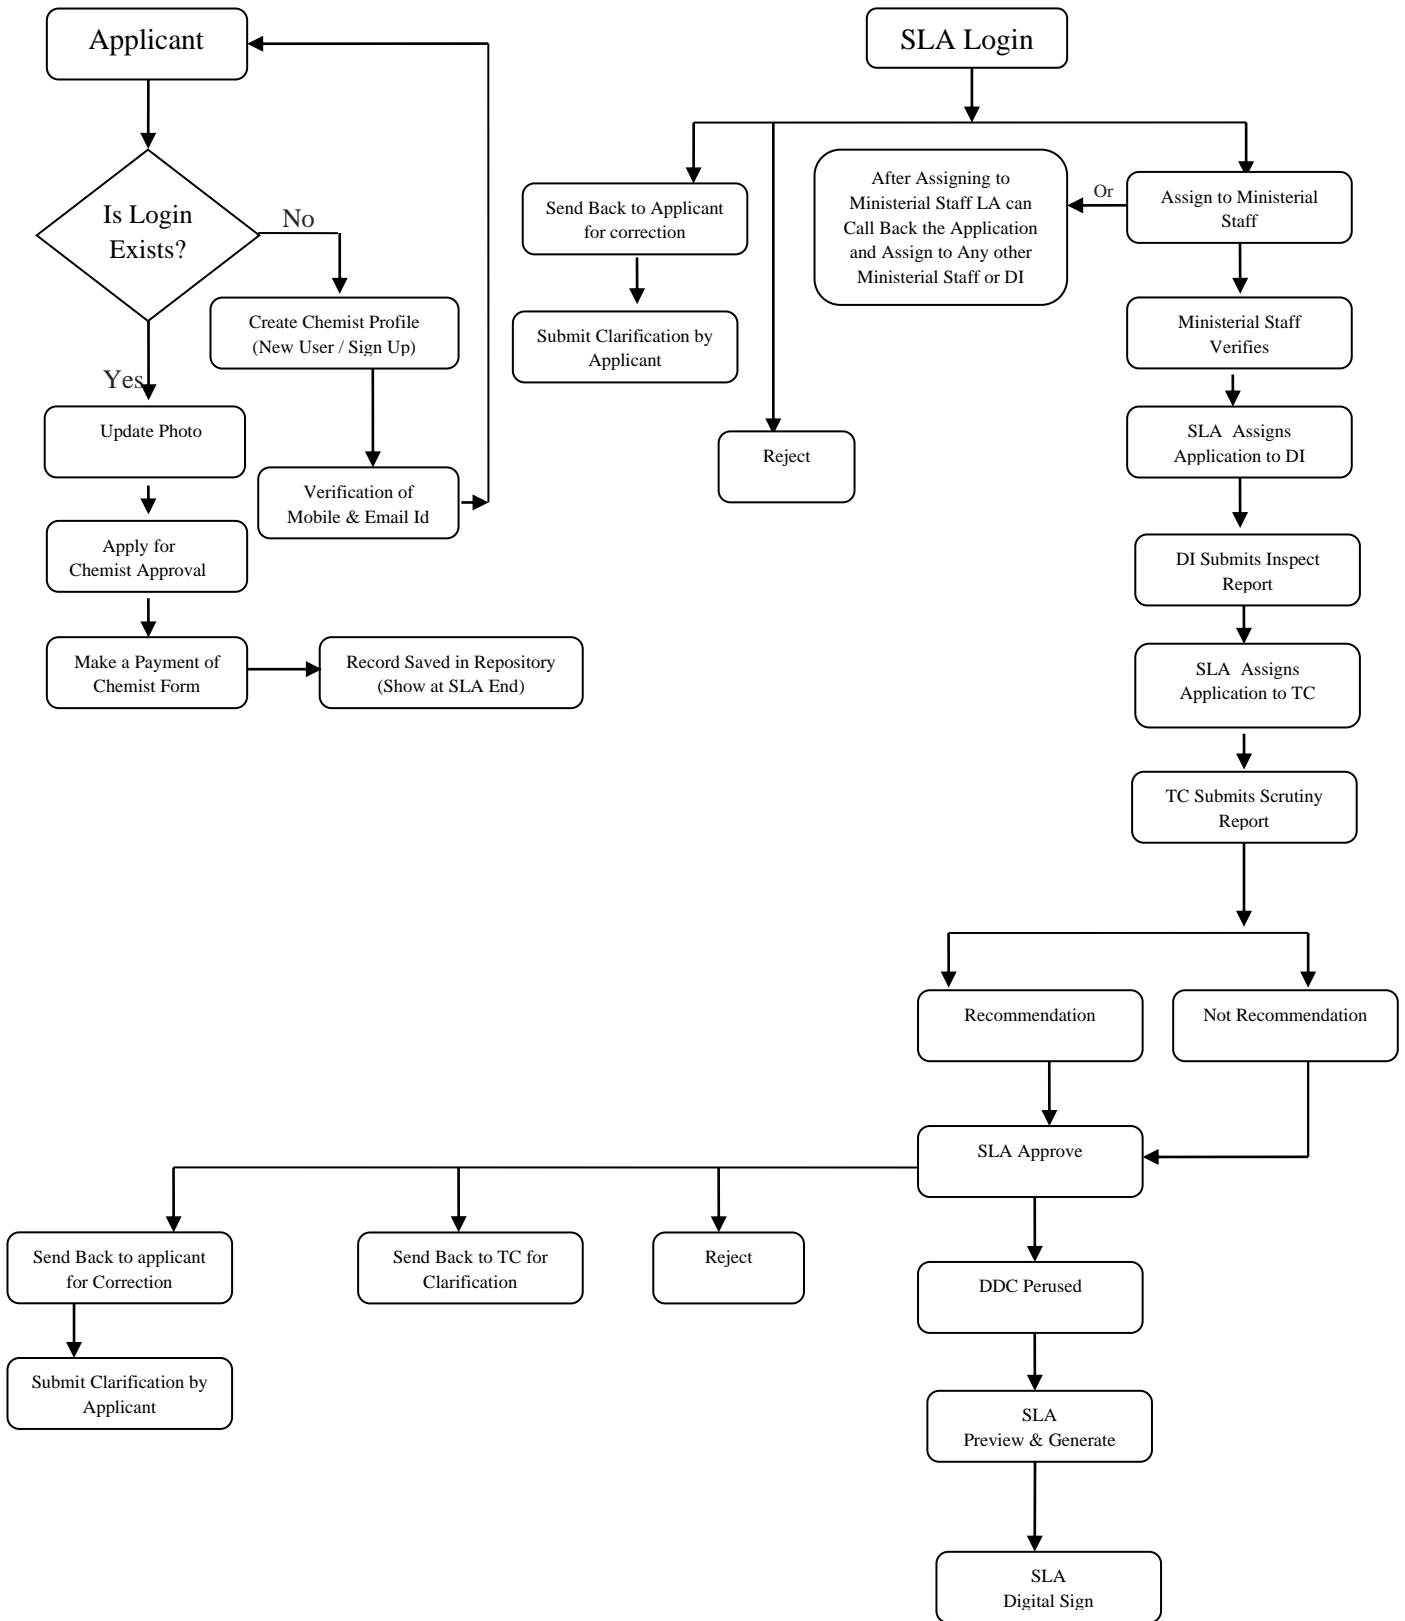 Applicant
Is Login
Exists?
No
Yes
Create Chemist Profile
(New User / Sign Up)
Update Photo
Verification of
Mobile & Email Id
Apply for
Chemist Approval
Make a Payment of
Chemist Form
Record Saved in Repository
(Show at SLA End)
SLA Login
Send Back to Applicant
for correction
Submit Clarification by
Applicant
Reject
After Assigning to
Ministerial Staff LA can
Call Back the Application
and Assign to Any other
Ministerial Staff or DI
Or
Assign to Ministerial
Staff
Ministerial Staff
Verifies
SLA Assigns
Application to DI
DI Submits Inspect
Report
SLA Assigns
Application to TC
TC Submits Scrutiny
Report
Recommendation
Not Recommendation
SLA Approve
Send Back to applicant
for Correction
Send Back to TC for
Clarification
Reject
DDC Perused
Submit Clarification by
Applicant
SLA
Preview & Generate
SLA
Digital Sign